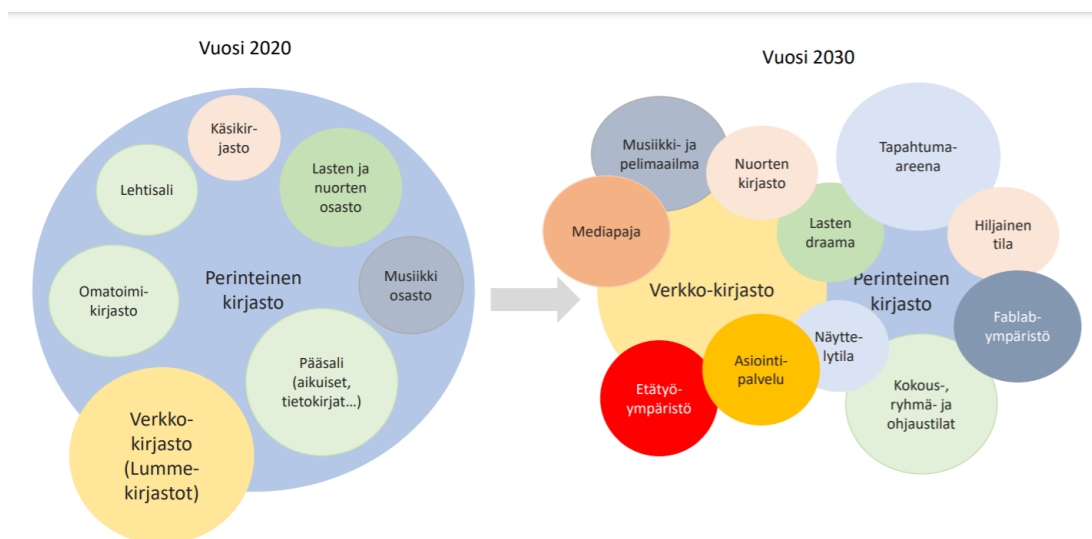 Vuosi 2020
Käsikir-
jasto
Lasten ja
nuorten
osasto
Lehtisali
Perinteinen
kirjasto
Musiikki
osasto
Omatoimi-
kirjasto
Pääsali
(aikuiset,
tietokirjat...)
Verkko-
kirjasto
(Lumme-
kirjastot)
Vuosi 2030
Musiikki- ja
pelimaailma
Nuorten
kirjasto
Tapahtuma-
areena
Mediapaja
Lasten
draama
Hiljainen
tila
Verkko-kirjasto
Perinteinen
kirjasto
Fablab-
ympäristö
Näytte-
lytila
Asiointi-
palvelu
Etätyö-
ympäristö
Kokous-,
ryhmä- ja
ohjaustilat